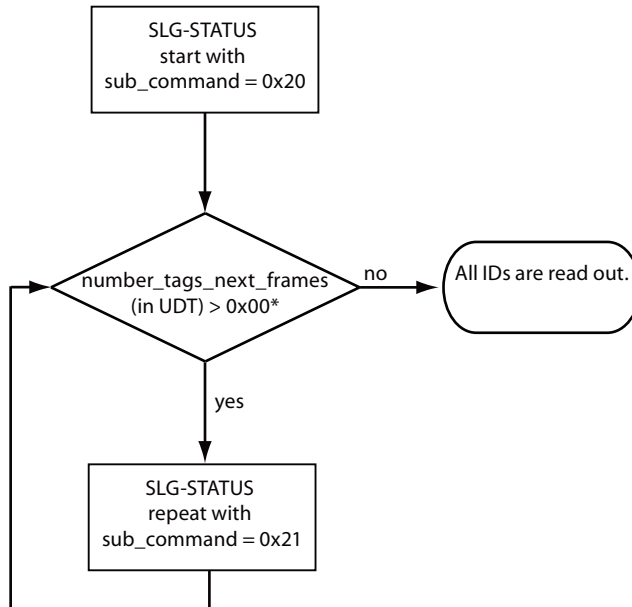 SLG-STATUS
start with
sub_command = 0x20
number_tags_next_frames
(in UDT) > 0x00*
no
All IDs are read out.
yes
SLG-STATUS
repeat with
sub_command = 0x21